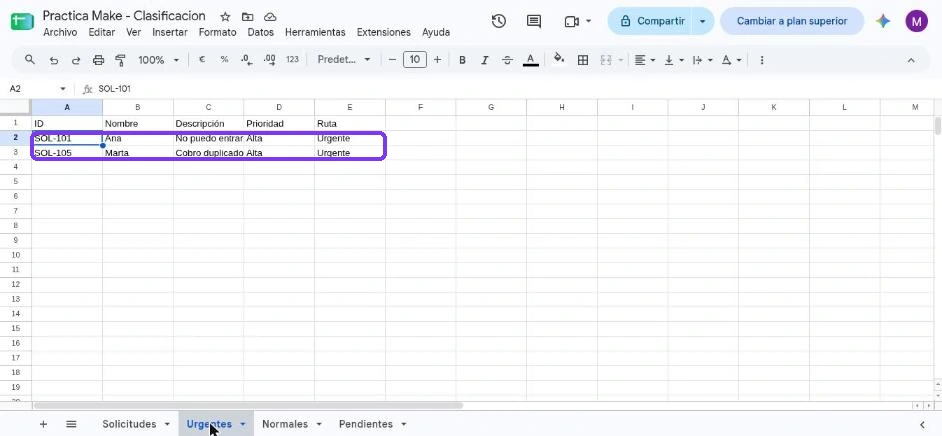 Practica Make - Clasificacion
Archivo Editar Ver Insertar Formato Datos Herramientas Extensiones Ayuda
Compartir
Cambiar a plan superior
M
100% € % .0 .00 123 Predet... 10 B I S A
A2 fx SOL-101
A B C D E F G H I J K L M
1 ID Nombre Descripción Prioridad Ruta
2 SOL-101 Ana No puedo entrar Alta Urgente
3 SOL-105 Marta Cobro duplicado Alta Urgente
4
5
6
7
8
9
10
11
12
13
14
15
16
17
18
19
Solicitudes Urgentes Normales Pendientes